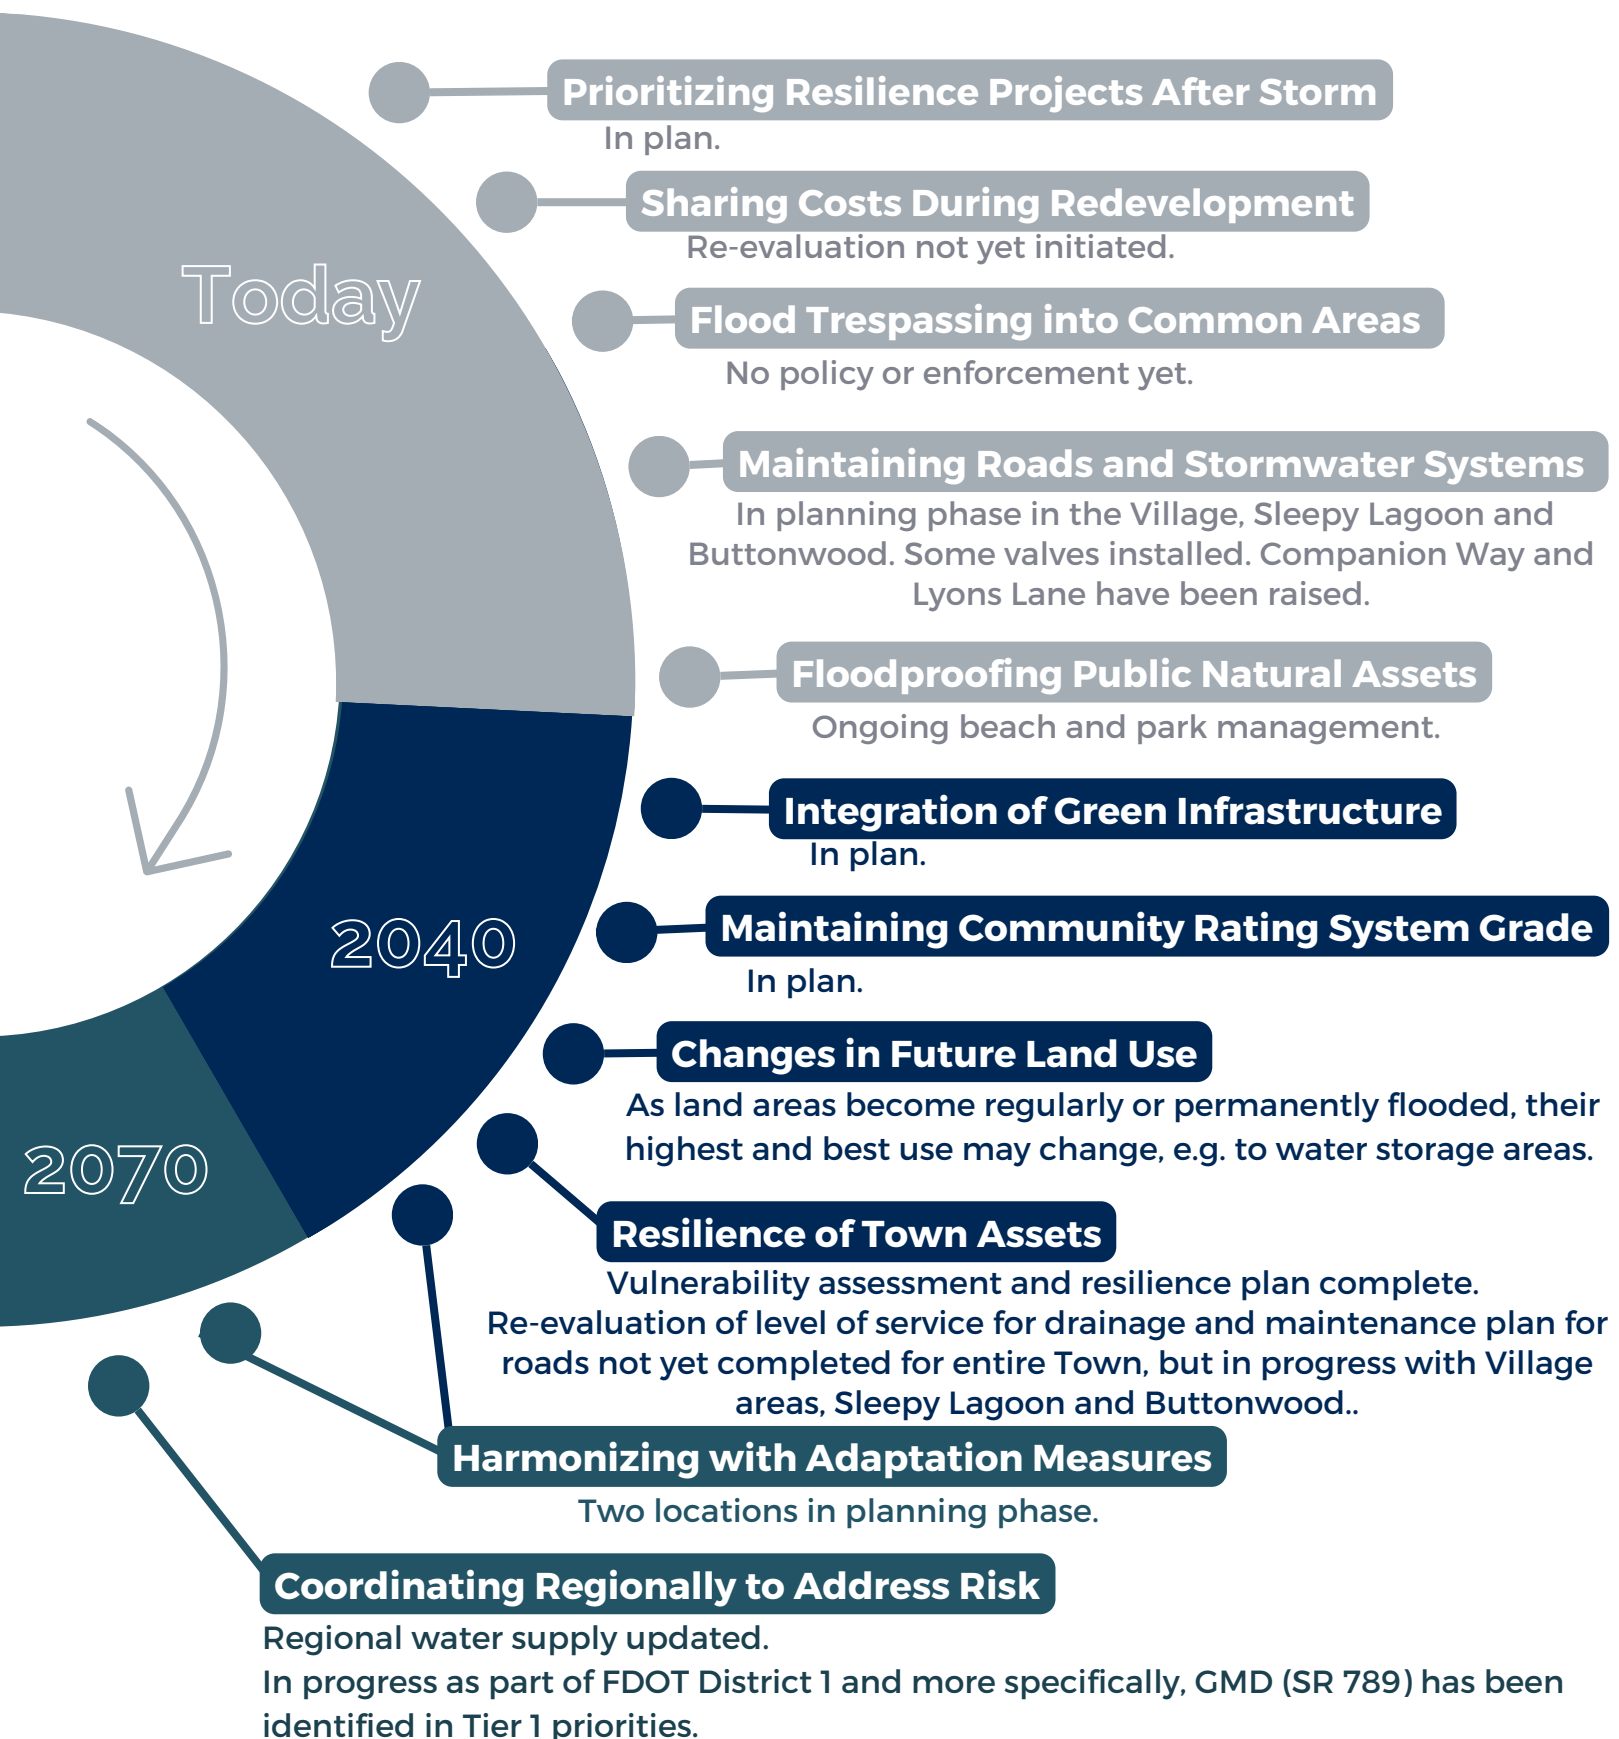 Prioritizing Resilience Projects After Storm
In plan.
Sharing Costs During Redevelopment
Re-evaluation not yet initiated.
Today
Flood Trespassing into Common Areas
No policy or enforcement yet.
Maintaining Roads and Stormwater Systems
In planning phase in the Village, Sleepy Lagoon and
Buttonwood. Some valves installed. Companion Way and
Lyons Lane have been raised.
Floodproofing Public Natural Assets
Ongoing beach and park management.
Integration of Green Infrastructure
In plan.
2040
Maintaining Community Rating System Grade
In plan.
Changes in Future Land Use
As land areas become regularly or permanently flooded, their
highest and best use may change, e.g. to water storage areas.
2070
Resilience of Town Assets
Vulnerability assessment and resilience plan complete.
Re-evaluation of level of service for drainage and maintenance plan for
roads not yet completed for entire Town, but in progress with Village
areas, Sleepy Lagoon and Buttonwood..
Harmonizing with Adaptation Measures
Two locations in planning phase.
Coordinating Regionally to Address Risk
Regional water supply updated.
In progress as part of FDOT District 1 and more specifically, GMD (SR 789) has been
identified in Tier 1 priorities.